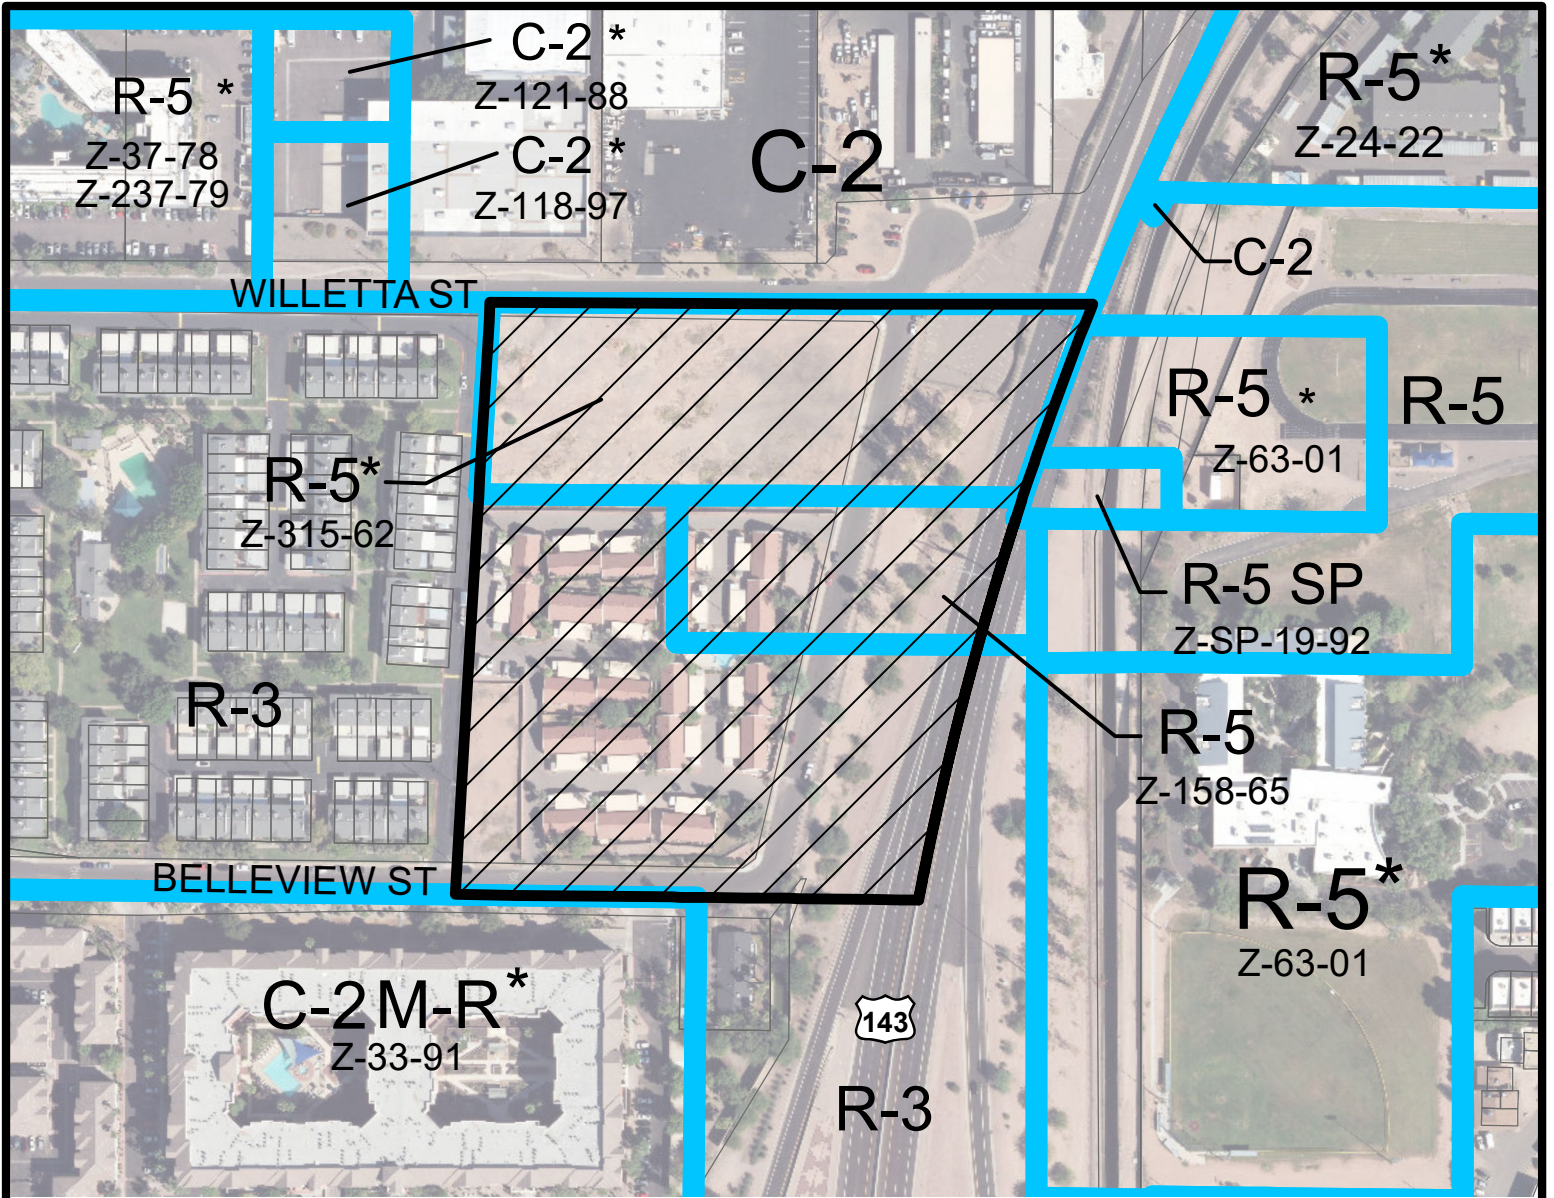 C-2 *
Z-121-88
R-5 *
Z-37-78
Z-237-79
C-2 *
Z-118-97
C-2
R-5*
Z-24-22
C-2
WILLETTA ST
R-5 *
Z-63-01
R-5
R-5*
Z-315-62
R-5 SP
Z-SP-19-92
R-3
R-5
Z-158-65
BELLEVIEW ST
R-5*
Z-63-01
C-2 M-R*
Z-33-91
143
R-3